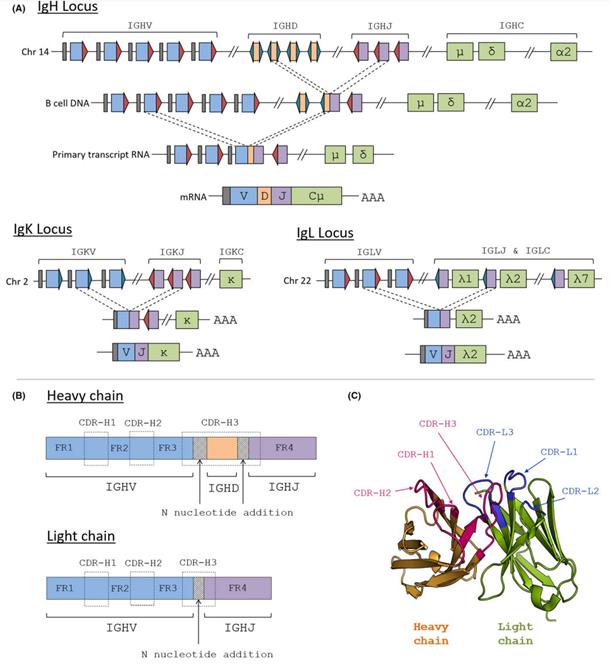 (A) IgH Locus
IGHV IGHD IGHJ IGHC
Chr 14 // // // μ δ // α2
B cell DNA // // μ δ // α2
Primary transcript RNA // μ δ
mRNA V D J Cμ AAA
IgK Locus
IGKV IGKJ IGKC
Chr 2 // // κ
// κ AAA
V J κ AAA
IgL Locus
IGLV IGLJ & IGLC
Chr 22 // λ1 λ2 // λ7
λ2 AAA
V J λ2 AAA
(B) Heavy chain
CDR-H1 CDR-H2 CDR-H3
FR1 FR2 FR3 FR4
IGHV IGHD IGHJ
N nucleotide addition
Light chain
CDR-H1 CDR-H2 CDR-H3
FR1 FR2 FR3 FR4
IGHV IGHJ
N nucleotide addition
(C)
CDR-H3
CDR-L3
CDR-H1
CDR-L1
CDR-H2
CDR-L2
Heavy
chain
Light
chain